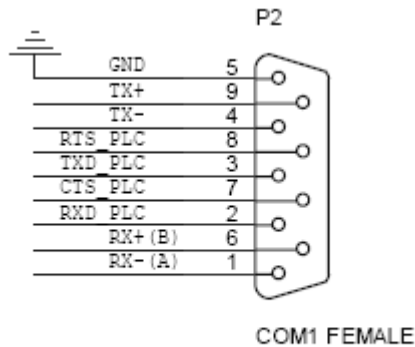 P2
GND 5
TX+ 9
TX- 4
RTS_PLC 8
TXD_PLC 3
CTS_PLC 7
RXD_PLC 2
RX+(B) 6
RX-(A) 1
COM1 FEMALE